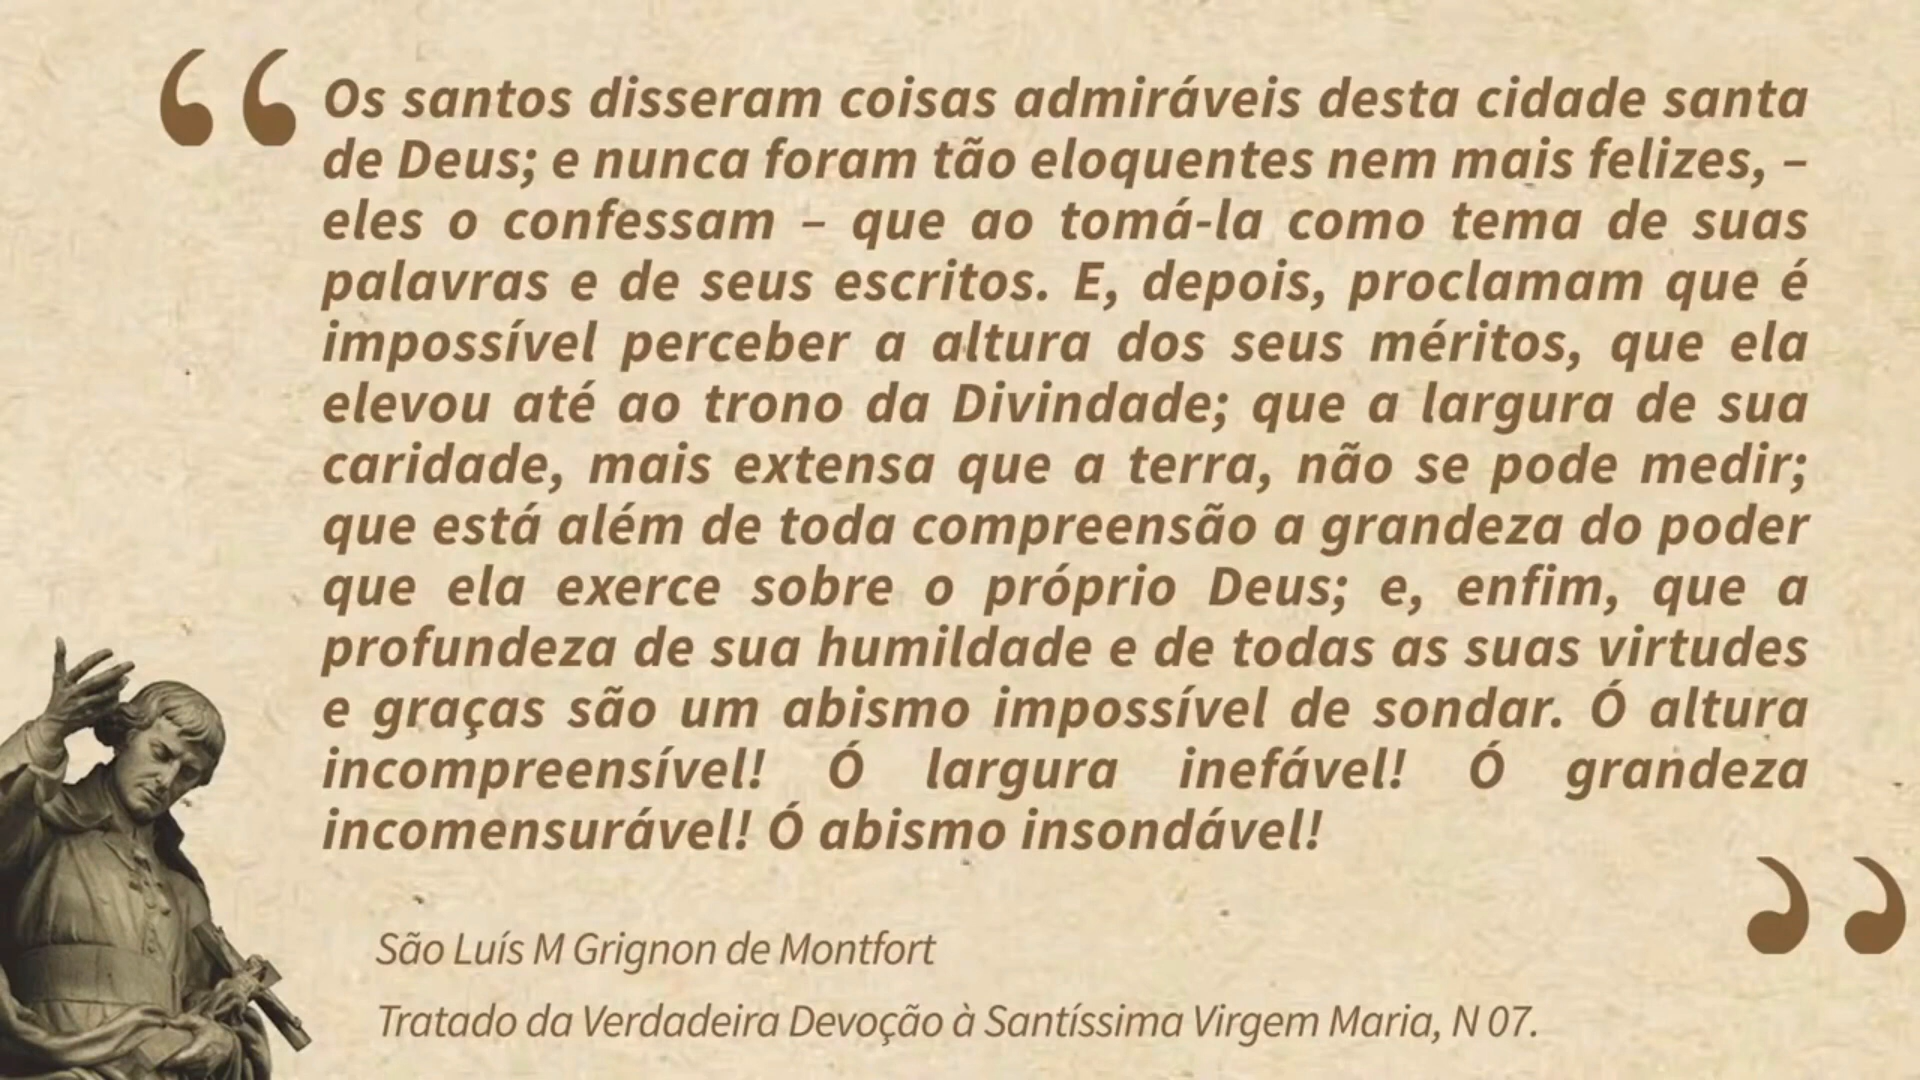 “Os santos disseram coisas admiráveis desta cidade santa
de Deus; e nunca foram tão eloquentes nem mais felizes, –
eles o confessam – que ao tomá-la como tema de suas
palavras e de seus escritos. E, depois, proclamam que é
impossível perceber a altura dos seus méritos, que ela
elevou até ao trono da Divindade; que a largura de sua
caridade, mais extensa que a terra, não se pode medir;
que está além de toda compreensão a grandeza do poder
que ela exerce sobre o próprio Deus; e, enfim, que a
profundeza de sua humildade e de todas as suas virtudes
e graças são um abismo impossível de sondar. Ó altura
incompreensível! Ó largura inefável! Ó grandeza
incomensurável! Ó abismo insondável!”
São Luís M Grignon de Montfort
Tratado da Verdadeira Devoção à Santíssima Virgem Maria, N 07.